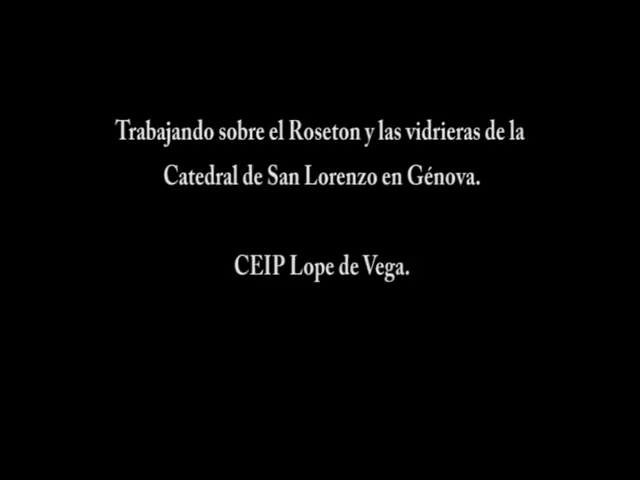 Trabajando sobre el Roseton y las vidrieras de la
Catedral de San Lorenzo en Génova.
CEIP Lope de Vega.